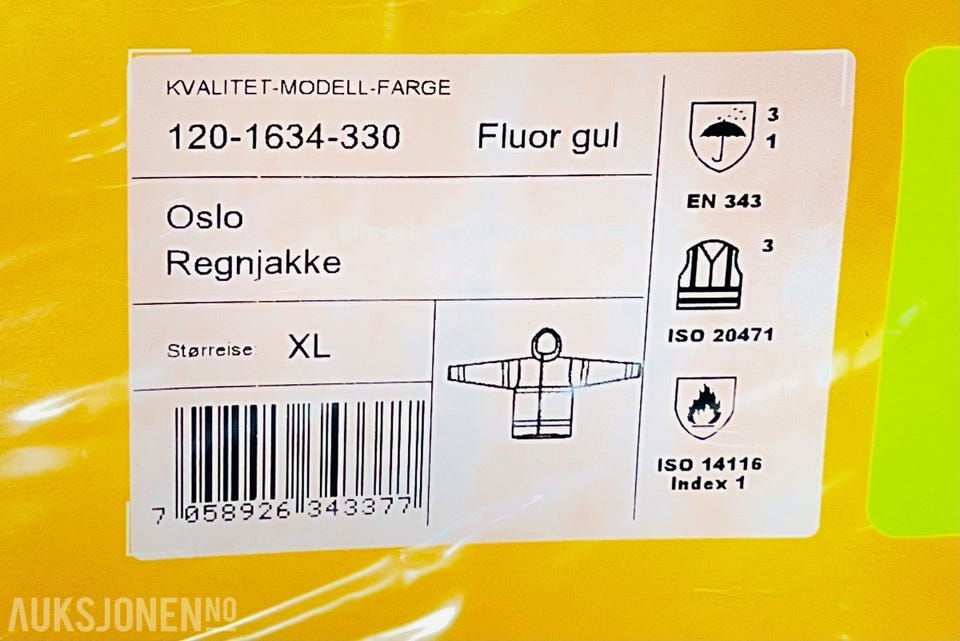 KVALITET-MODELL-FARGE
120-1634-330 Fluor gul
Oslo
Regnjakke
Størreise: XL
7 058926 343377
3
1
EN 343
3
ISO 20471
ISO 14116
Index 1
AUKSJONEN NO